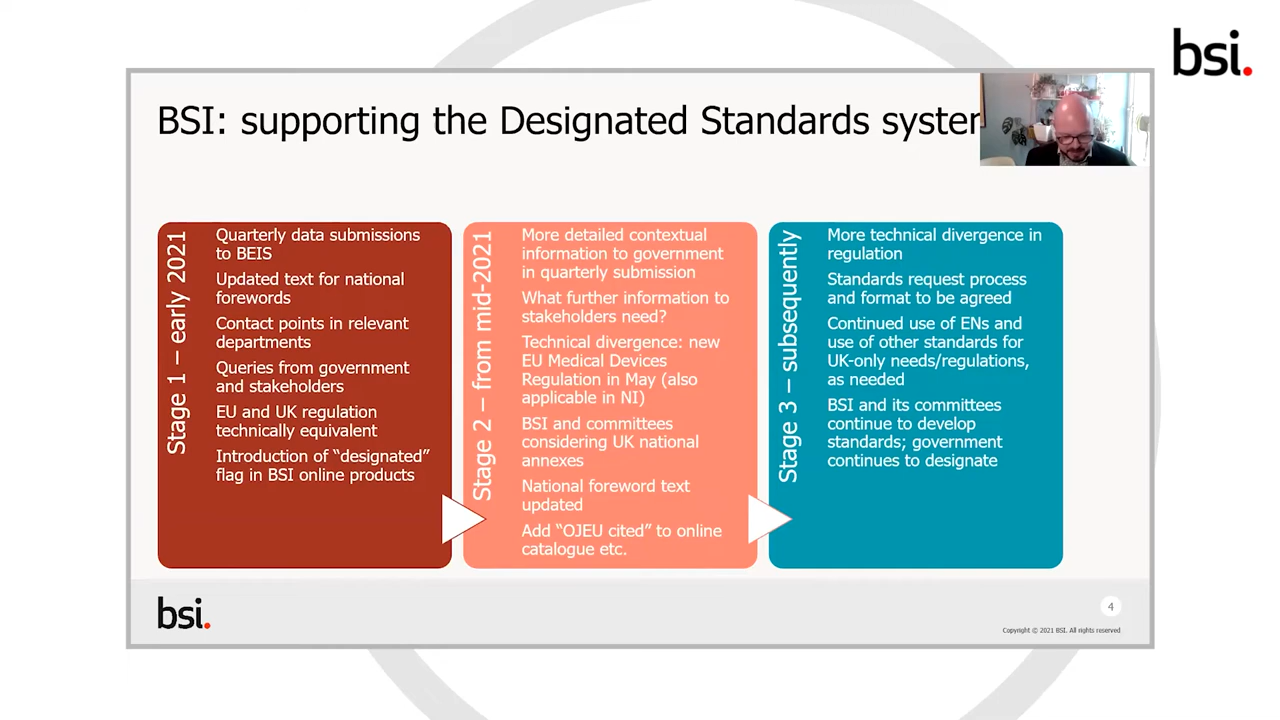 bsi.
BSI: supporting the Designated Standards
Stage 1 – early 2021
Quarterly data submissions
to BEIS
Updated text for national
forewords
Contact points in relevant
departments
Queries from government
and stakeholders
EU and UK regulation
technically equivalent
Introduction of “designated”
flag in BSI online products
Stage 2 – from mid-2021
More detailed contextual
information to government
in quarterly submission
What further information to
stakeholders need?
Technical divergence: new
EU Medical Devices
Regulation in May (also
applicable in NI)
BSI and committees
considering UK national
annexes
National foreword text
updated
Add “OJEU cited” to online
catalogue etc.
Stage 3 – subsequently
More technical divergence in
regulation
Standards request process
and format to be agreed
Continued use of ENs and
use of other standards for
UK-only needs/regulations,
as needed
BSI and its committees
continue to develop
standards; government
continues to designate
bsi.
4
Copyright © 2021 BSI. All rights reserved